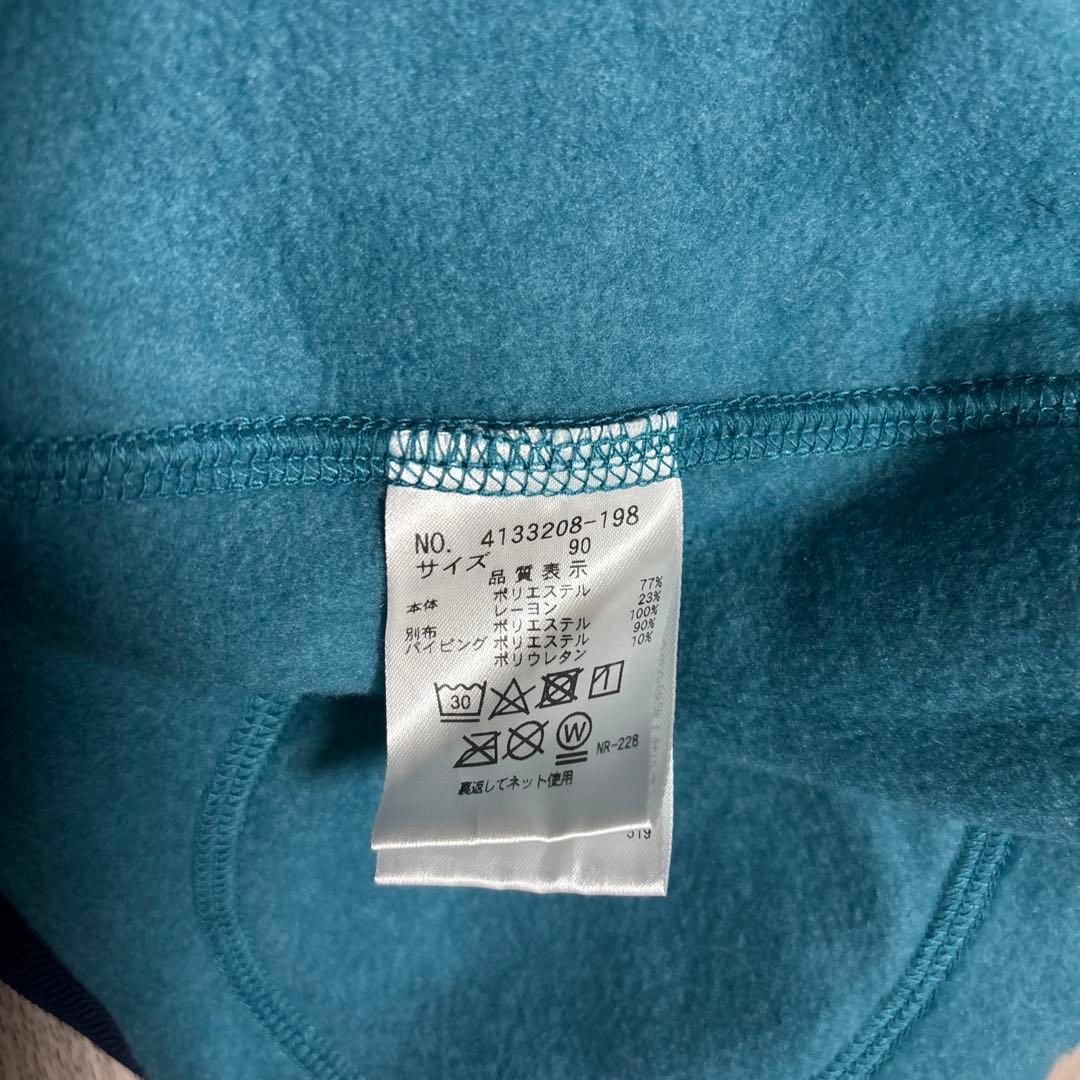 NO. 4133208-198
サイズ 90
品質表示
本体 ポリエステル 77%
レーヨン 23%
別布 ポリエステル 100%
パイピング ポリエステル 90%
ポリウレタン 10%
30
W NR-228
裏返してネット使用
319